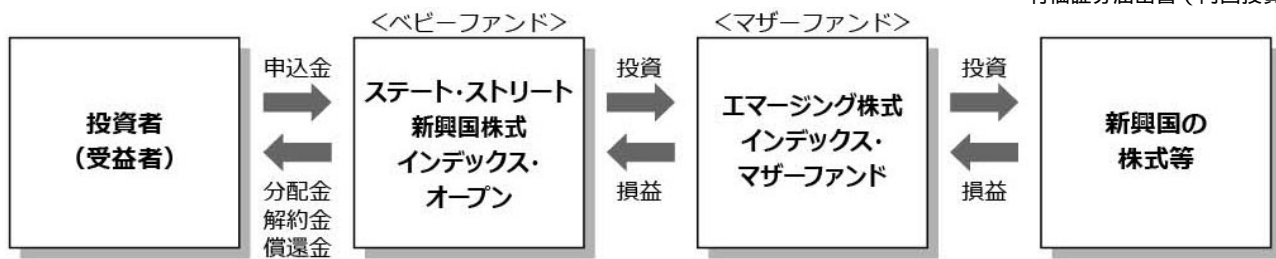 ＜ベビーファンド＞
＜マザーファンド＞
投資者
（受益者）
申込金
分配金
解約金
償還金
ステート・ストリート
新興国株式
インデックス・
オープン
投資
損益
エマージング株式
インデックス・
マザーファンド
投資
損益
新興国の
株式等